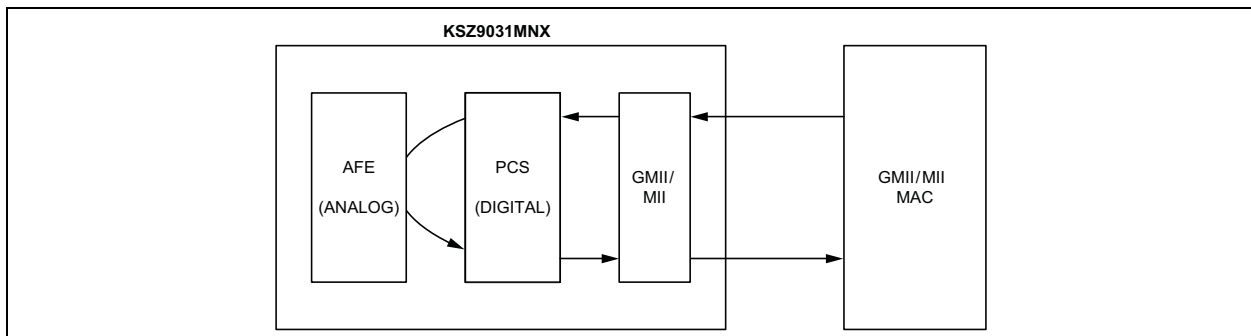 KSZ9031MNX
AFE
(ANALOG)
PCS
(DIGITAL)
GMII/
MII
GMII/MII
MAC